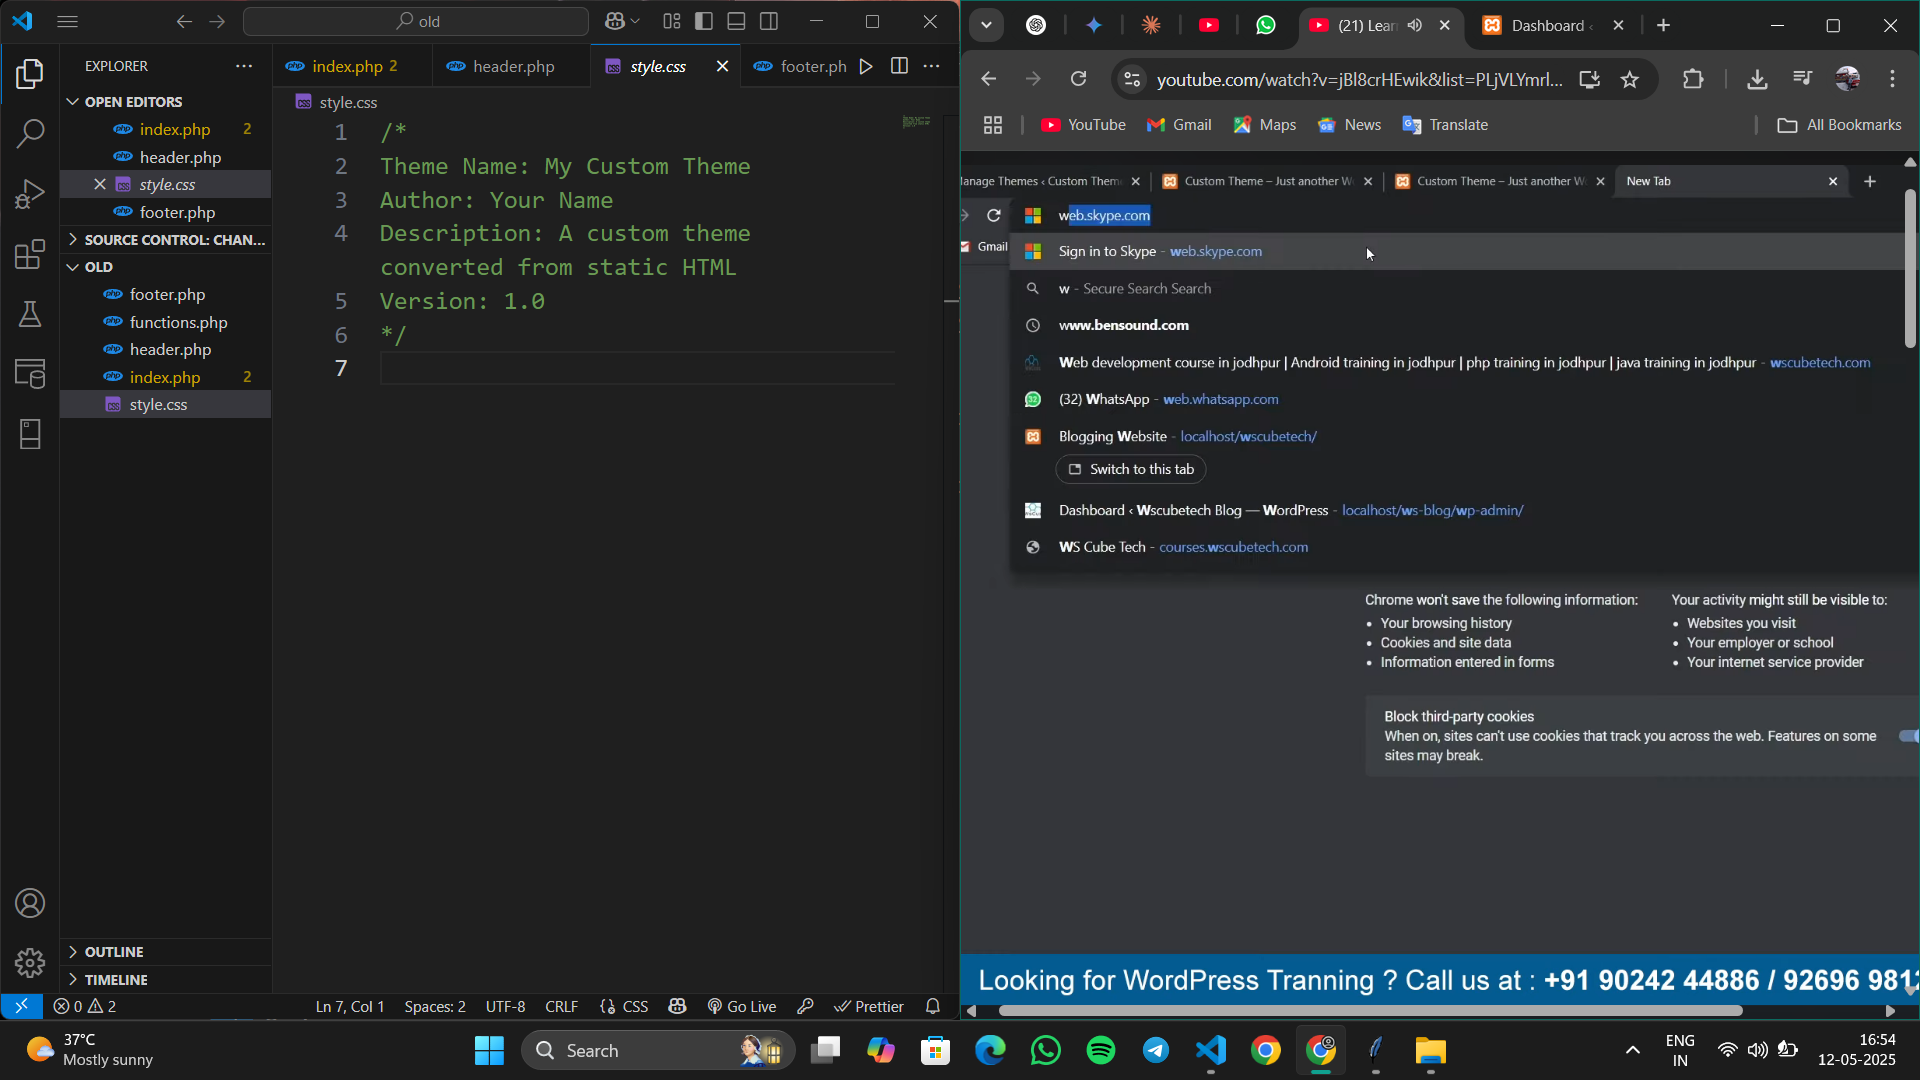 old
EXPLORER
OPEN EDITORS
index.php 2
header.php
style.css
footer.php
SOURCE CONTROL: CHAN...
OLD
footer.php
functions.php
header.php
index.php 2
style.css
OUTLINE
TIMELINE
index.php 2
header.php
style.css
footer.ph
style.css
1 /*
2 Theme Name: My Custom Theme
3 Author: Your Name
4 Description: A custom theme
converted from static HTML
5 Version: 1.0
6 */
7
0 2
Ln 7, Col 1
Spaces: 2
UTF-8
CRLF
CSS
Go Live
Prettier
(21) Lear
Dashboard
youtube.com/watch?v=jBl8crHEwik&list=PLjVLYmrl...
YouTube
Gmail
Maps
News
Translate
All Bookmarks
lanage Themes ‹ Custom Them
Custom Theme – Just another W
Custom Theme – Just another W
New Tab
web.skype.com
Gmail
Sign in to Skype - web.skype.com
w - Secure Search Search
www.bensound.com
Web development course in jodhpur | Android training in jodhpur | php training in jodhpur | java training in jodhpur - wscubetech.com
(32) WhatsApp - web.whatsapp.com
Blogging Website - localhost/wscubetech/
Switch to this tab
Dashboard ‹ Wscubetech Blog — WordPress - localhost/ws-blog/wp-admin/
WS Cube Tech - courses.wscubetech.com
Chrome won't save the following information:
• Your browsing history
• Cookies and site data
• Information entered in forms
Your activity might still be visible to:
• Websites you visit
• Your employer or school
• Your internet service provider
Block third-party cookies
When on, sites can't use cookies that track you across the web. Features on some
sites may break.
Looking for WordPress Tranning ? Call us at : +91 90242 44886 / 92696 981
37°C
Mostly sunny
Search
ENG
IN
16:54
12-05-2025